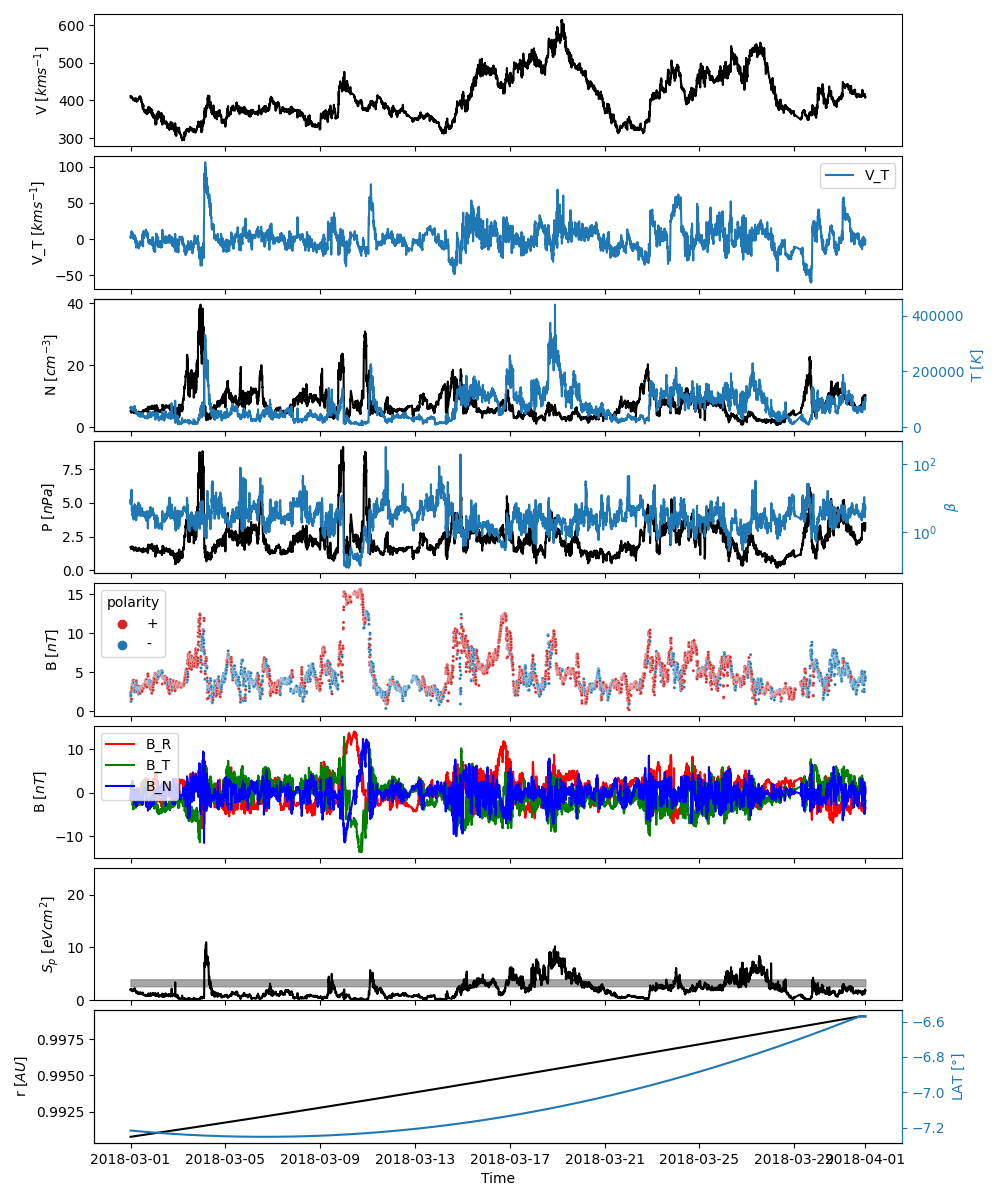 600
500
400
300
V [kms⁻¹]
100
50
0
−50
V_T [kms⁻¹]
V_T
40
20
0
N [cm⁻³]
400000
200000
0
T [K]
7.5
5.0
2.5
0.0
P [nPa]
10²
10⁰
β
15
10
5
0
B [nT]
polarity
+
-
10
0
−10
B [nT]
B_R
B_T
B_N
20
10
0
Sₚ [eVcm²]
0.9975
0.9950
0.9925
r [AU]
−6.6
−6.8
−7.0
−7.2
LAT [°]
2018-03-01 2018-03-05 2018-03-09 2018-03-13 2018-03-17 2018-03-21 2018-03-25 2018-03-29 2018-04-01
Time